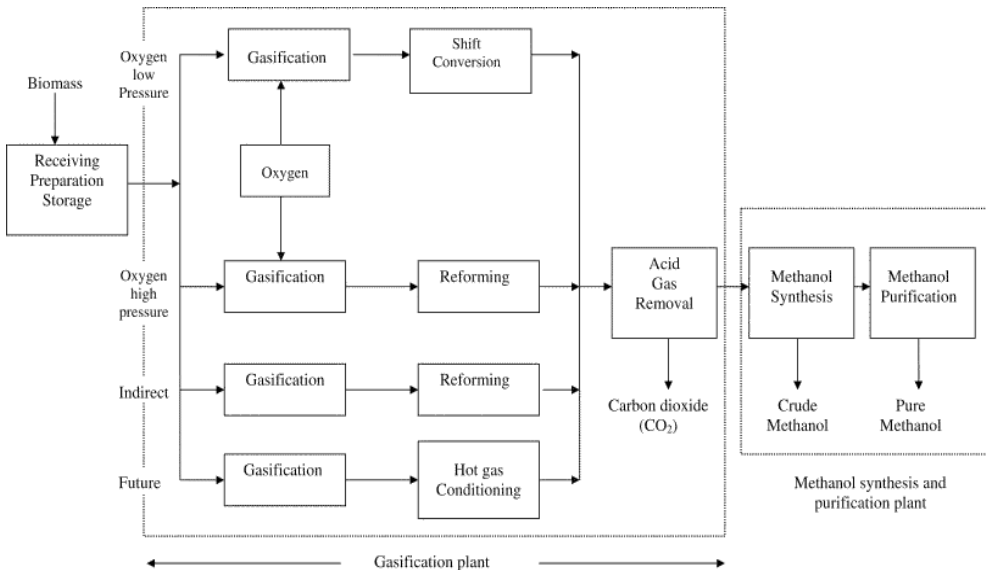 Biomass
Receiving
Preparation
Storage
Oxygen
low
Pressure
Gasification
Shift
Conversion
Oxygen
Oxygen
high
pressure
Gasification
Reforming
Indirect
Gasification
Reforming
Future
Gasification
Hot gas
Conditioning
Acid
Gas
Removal
Carbon dioxide
(CO₂)
Methanol
Synthesis
Methanol
Purification
Crude
Methanol
Pure
Methanol
Methanol synthesis and
purification plant
Gasification plant